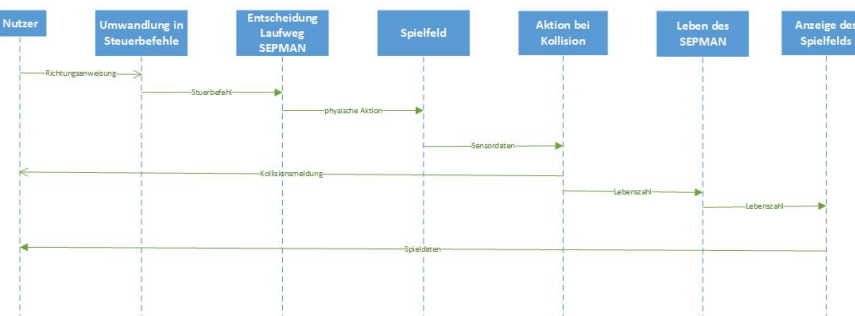 Nutzer
Umwandlung in
Steuerbefehle
Entscheidung
Laufweg
SEPMAN
Spielfeld
Aktion bei
Kollision
Leben des
SEPMAN
Anzeige des
Spielfelds
Richtungsanweisung
Stuerbefehl
physische Aktion
Sensordaten
Kollisionsmeldung
Lebenszahl
Lebenszahl
Spieldaten